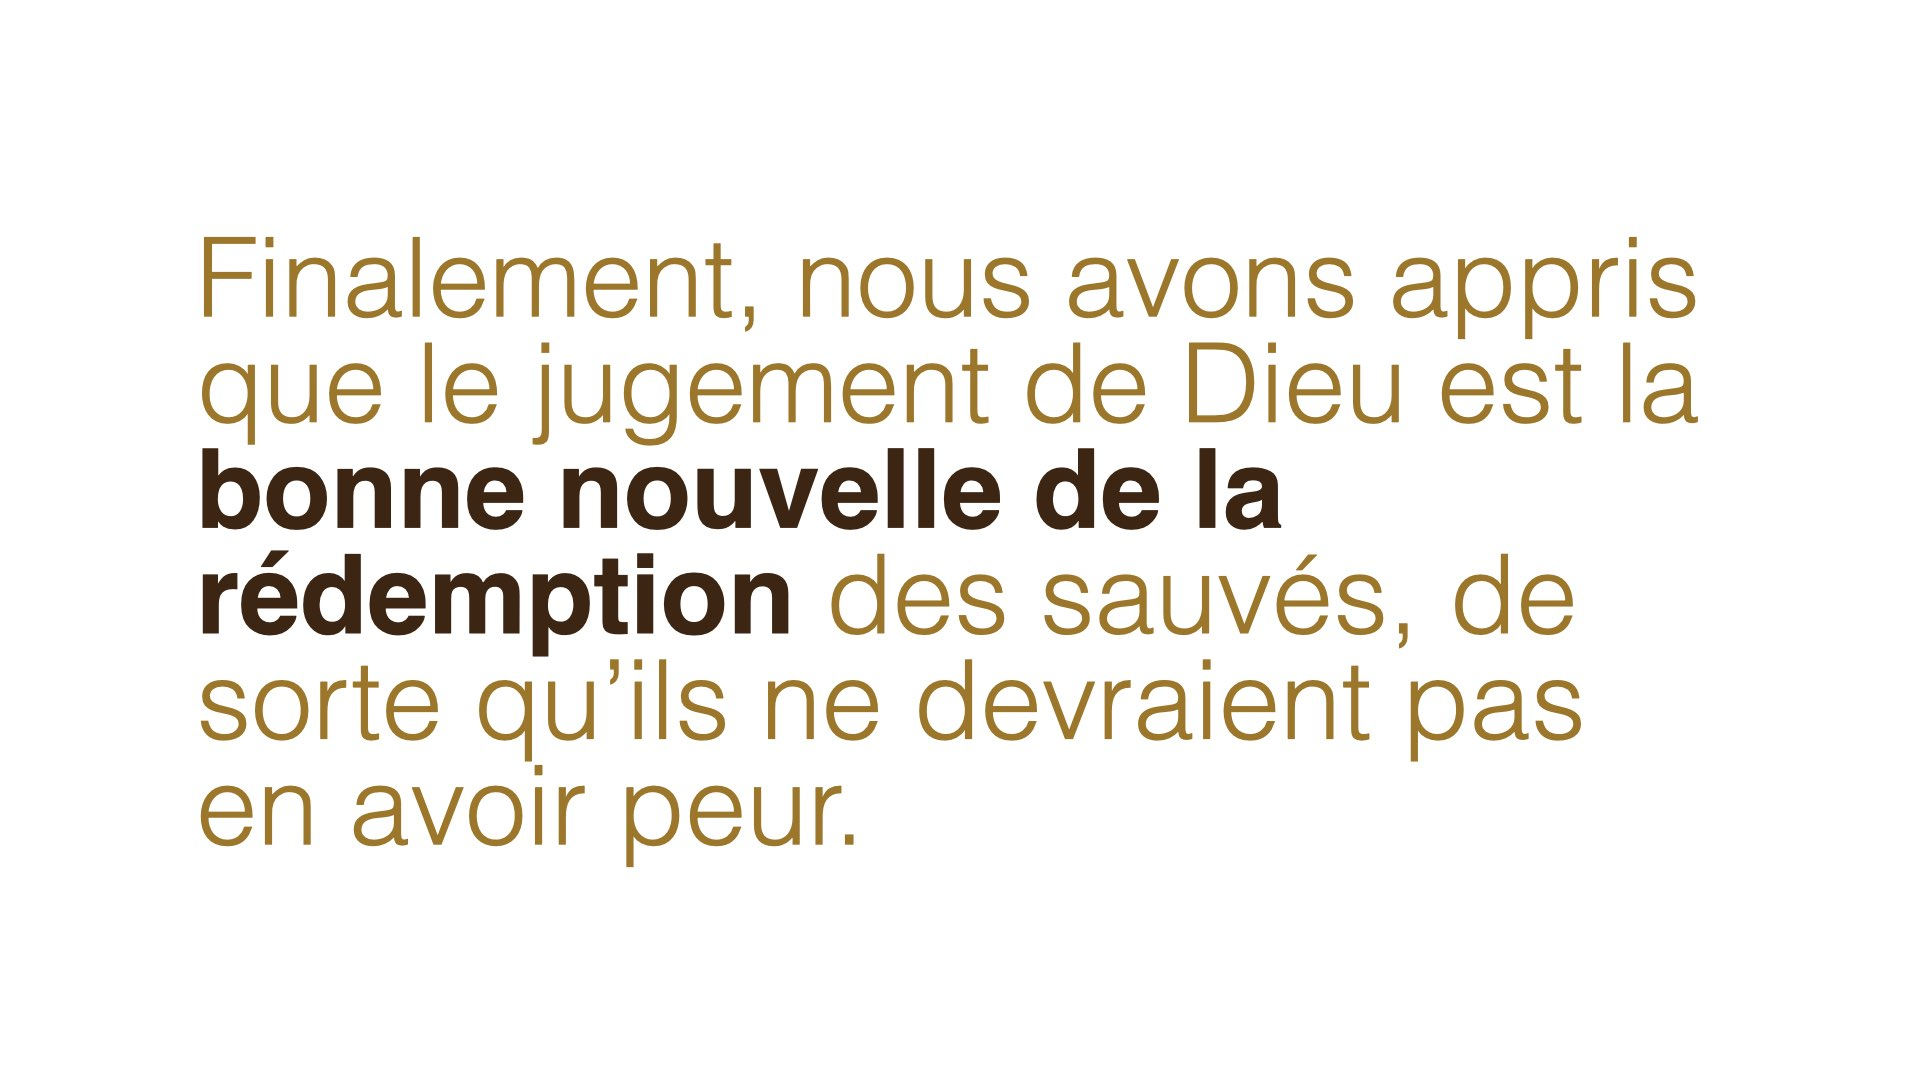 Finalement, nous avons appris
que le jugement de Dieu est la
bonne nouvelle de la
rédemption des sauvés, de
sorte qu’ils ne devraient pas
en avoir peur.